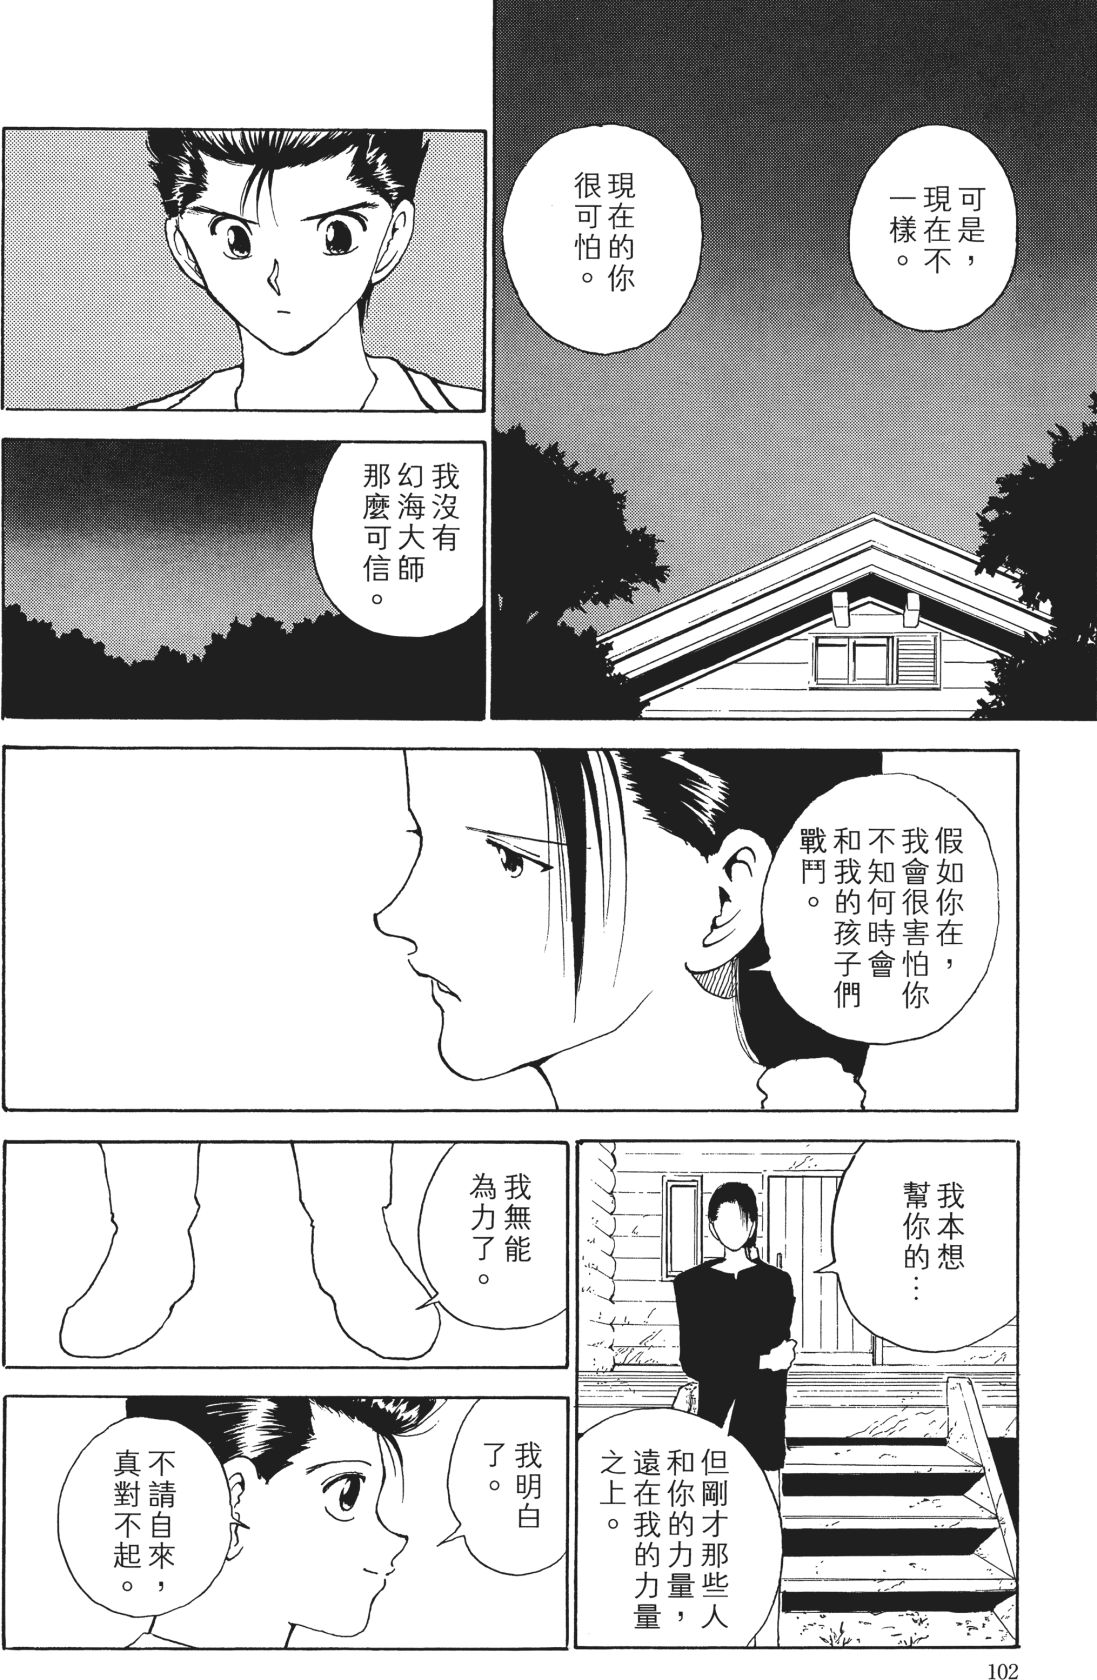 可是，
現在不
一樣。
現在的你
很可怕。
我沒有
幻海大師
那麼可信。
假如你在，
我會很害怕你
不知何時會
和我的孩子們
戰鬥。
我本想
幫你的…
但剛才那些人
和你的力量，
遠在我的力量
之上。
我無能
為力了。
我明白
了。
不請自來，
真對不起。
102